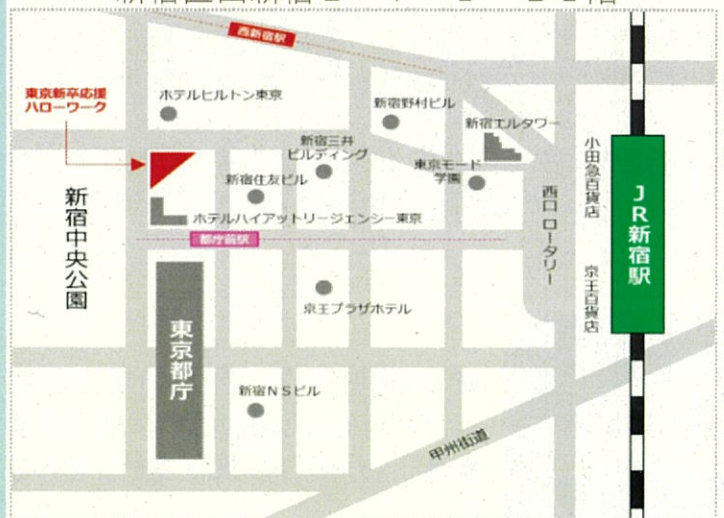 西新宿駅
東京新卒応援
ハローワーク
ホテルヒルトン東京
新宿野村ビル
新宿エルタワー
新宿三井
ビルディング
東京モード
学園
新宿住友ビル
ホテルハイアットリージェンシー東京
都庁前駅
新宿中央公園
西口ロータリー
小田急百貨店
JR新宿駅
京王百貨店
京王プラザホテル
東京都庁
新宿NSビル
甲州街道